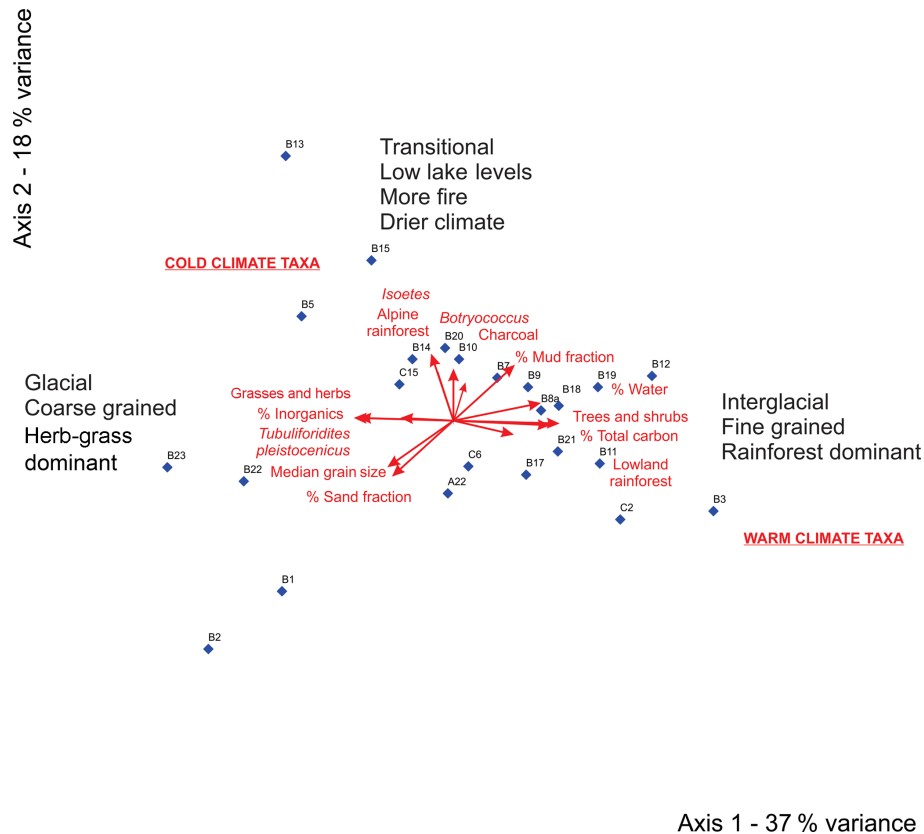 Axis 2 - 18 % variance
B13
Transitional
Low lake levels
More fire
Drier climate
B15
COLD CLIMATE TAXA
Isoetes
B5
Alpine
rainforest
Botryococcus
Charcoal
B20
B14
B10
% Mud fraction
B7
C15
B9
B19
B12
% Water
B18
B8a
Glacial
Coarse grained
Herb-grass
dominant
Grasses and herbs
% Inorganics
Tubuliforidites
pleistocenicus
Median grain size
% Sand fraction
Trees and shrubs
% Total carbon
Interglacial
Fine grained
Rainforest dominant
B21
B11
Lowland
rainforest
B23
B22
C6
B17
A22
C2
B3
WARM CLIMATE TAXA
B1
B2
Axis 1 - 37 % variance